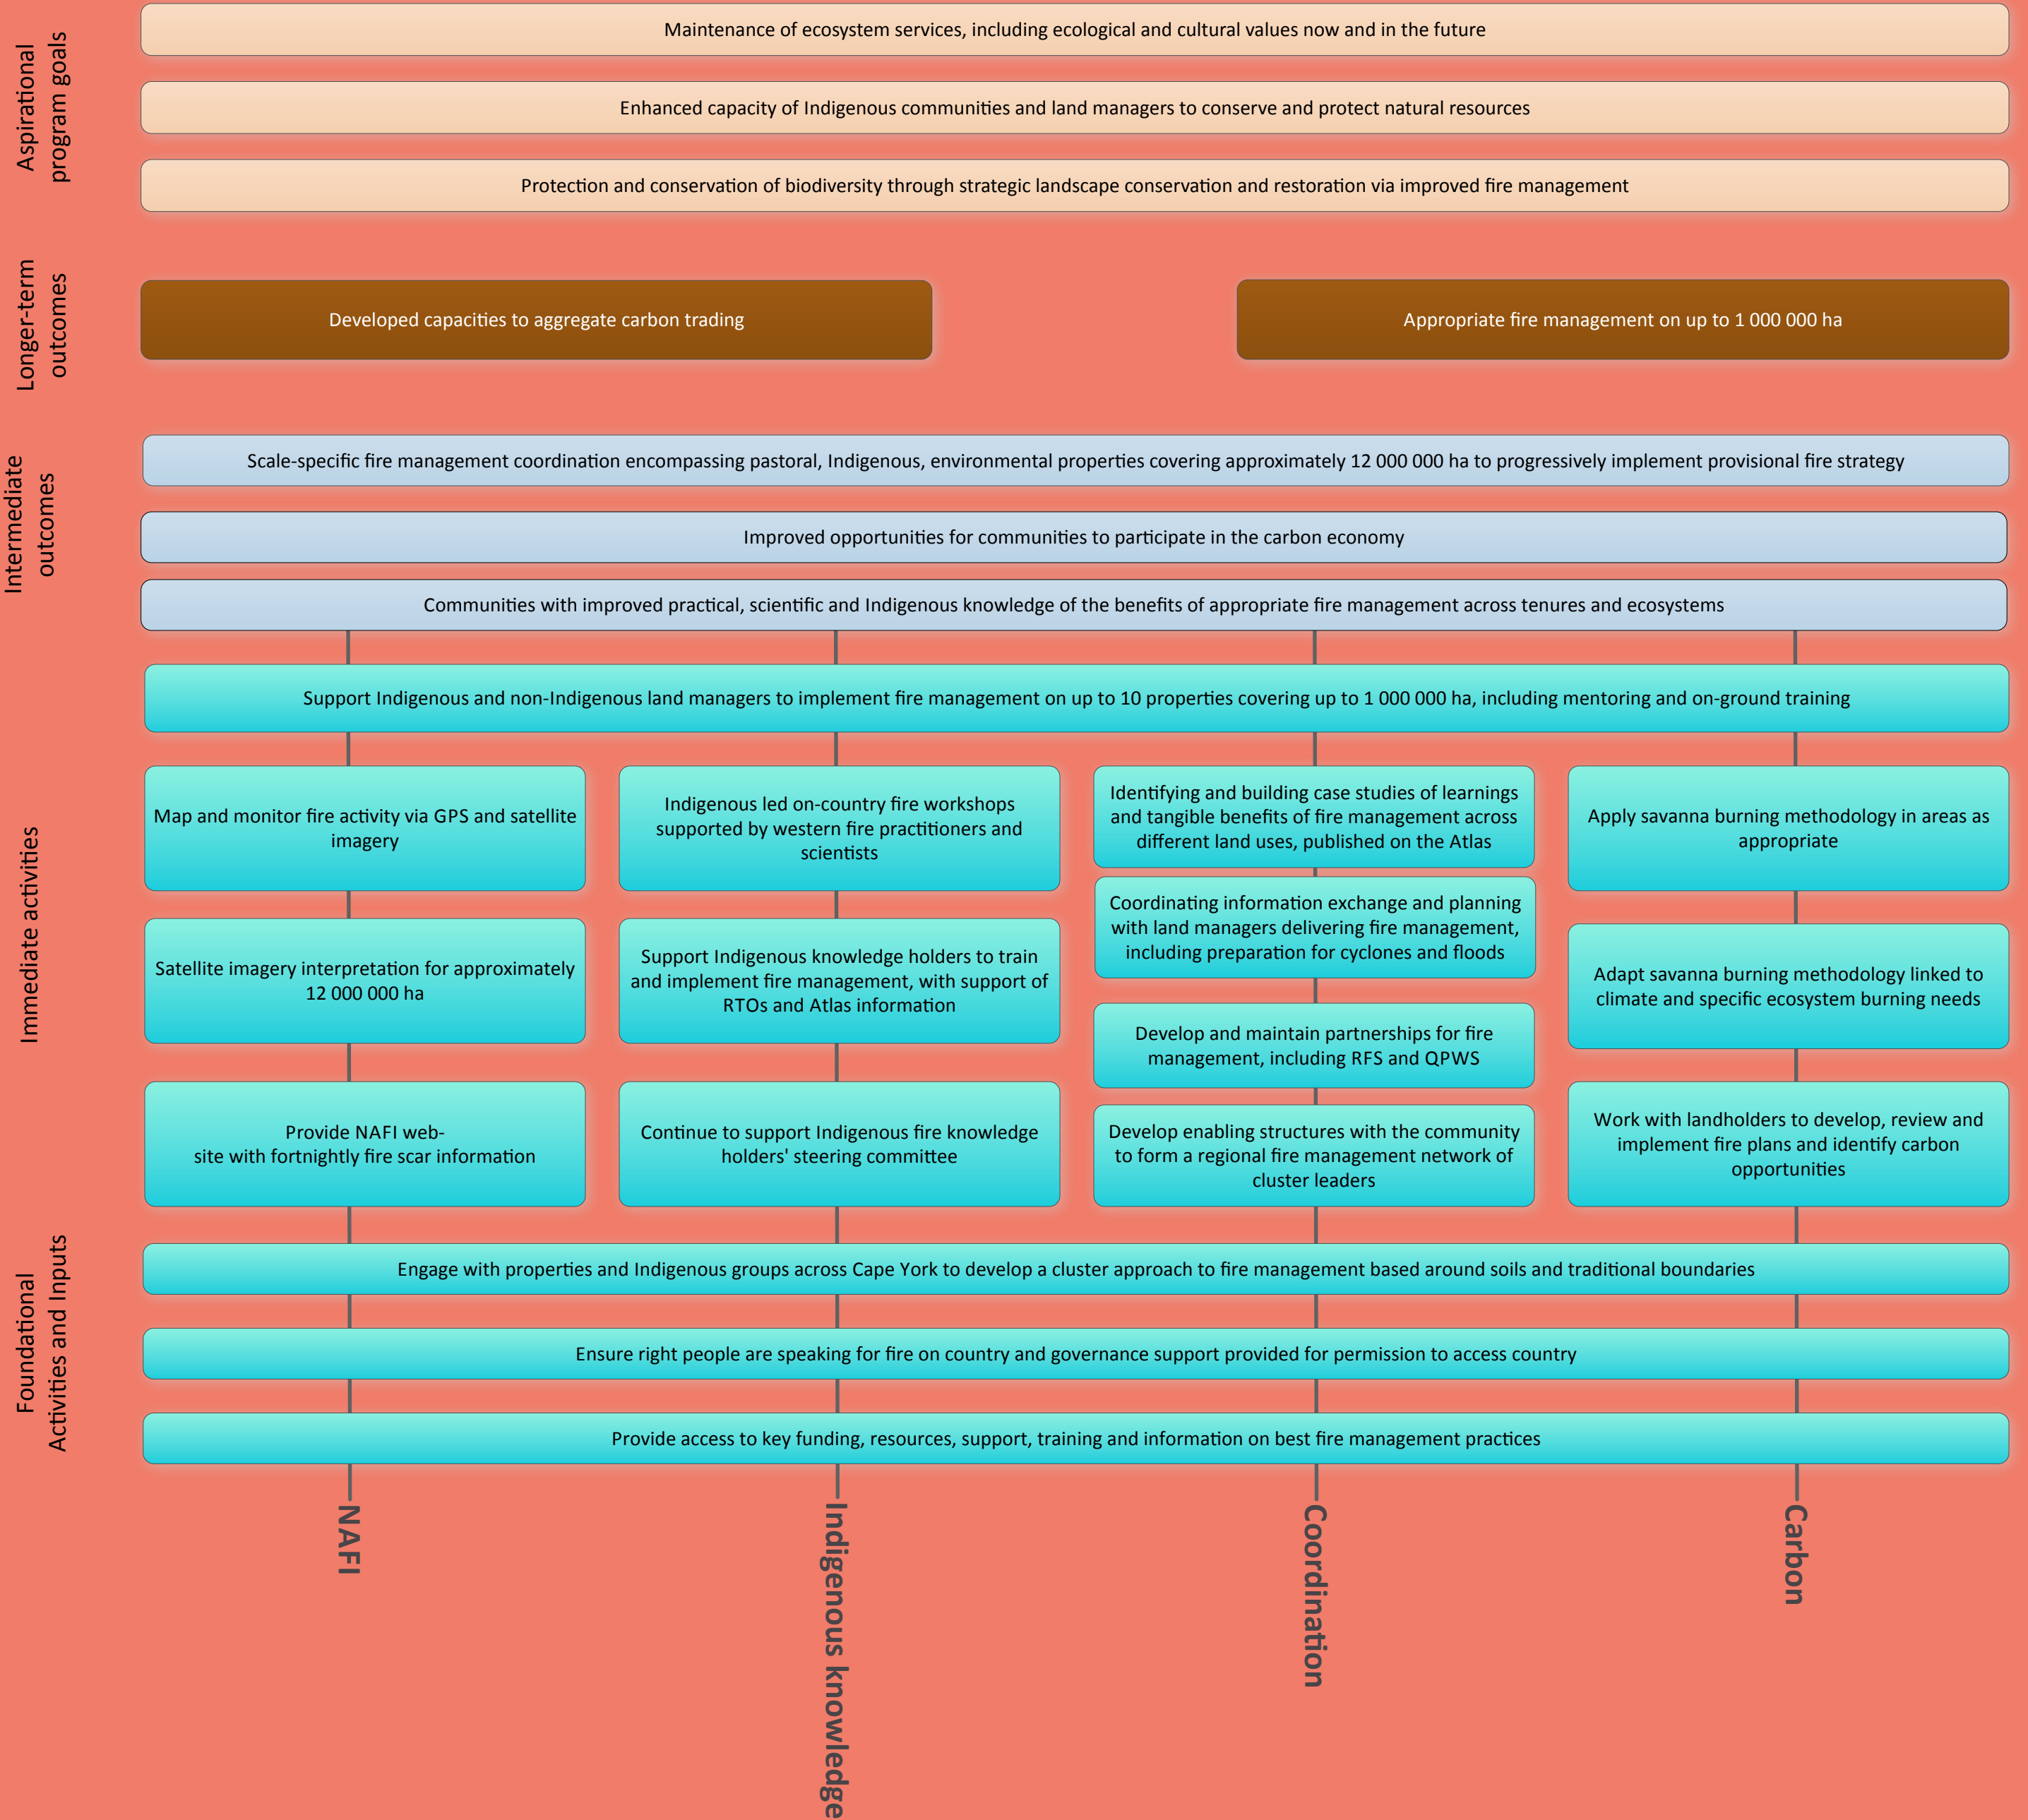 Aspirational
program goals
Maintenance of ecosystem services, including ecological and cultural values now and in the future
Enhanced capacity of Indigenous communities and land managers to conserve and protect natural resources
Protection and conservation of biodiversity through strategic landscape conservation and restoration via improved fire management
Longer-term
outcomes
Developed capacities to aggregate carbon trading
Appropriate fire management on up to 1 000 000 ha
Intermediate
outcomes
Scale-specific fire management coordination encompassing pastoral, Indigenous, environmental properties covering approximately 12 000 000 ha to progressively implement provisional fire strategy
Improved opportunities for communities to participate in the carbon economy
Communities with improved practical, scientific and Indigenous knowledge of the benefits of appropriate fire management across tenures and ecosystems
Immediate activities
Support Indigenous and non-Indigenous land managers to implement fire management on up to 10 properties covering up to 1 000 000 ha, including mentoring and on-ground training
Map and monitor fire activity via GPS and satellite
imagery
Satellite imagery interpretation for approximately
12 000 000 ha
Provide NAFI web-
site with fortnightly fire scar information
Indigenous led on-country fire workshops
supported by western fire practitioners and
scientists
Support Indigenous knowledge holders to train
and implement fire management, with support of
RTOs and Atlas information
Continue to support Indigenous fire knowledge
holders' steering committee
Identifying and building case studies of learnings
and tangible benefits of fire management across
different land uses, published on the Atlas
Coordinating information exchange and planning
with land managers delivering fire management,
including preparation for cyclones and floods
Develop and maintain partnerships for fire
management, including RFS and QPWS
Develop enabling structures with the community
to form a regional fire management network of
cluster leaders
Apply savanna burning methodology in areas as
appropriate
Adapt savanna burning methodology linked to
climate and specific ecosystem burning needs
Work with landholders to develop, review and
implement fire plans and identify carbon
opportunities
Foundational
Activities and Inputs
Engage with properties and Indigenous groups across Cape York to develop a cluster approach to fire management based around soils and traditional boundaries
Ensure right people are speaking for fire on country and governance support provided for permission to access country
Provide access to key funding, resources, support, training and information on best fire management practices
NAFI
Indigenous knowledge
Coordination
Carbon